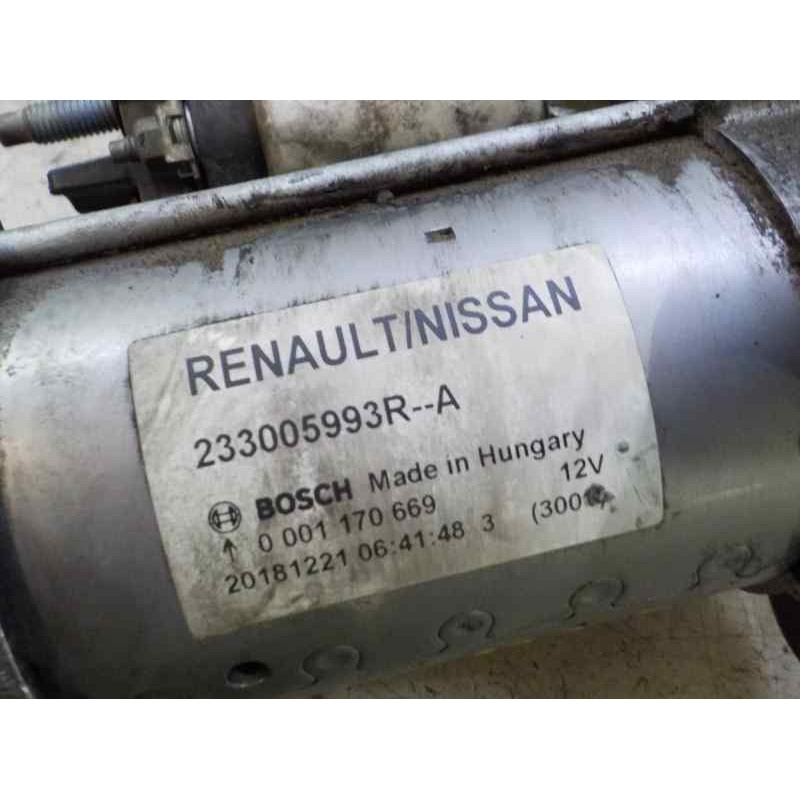 RENAULT/NISSAN
233005993R--A
BOSCH Made in Hungary
↑ 0 001 170 669 12V
20181221 06:41:48 3